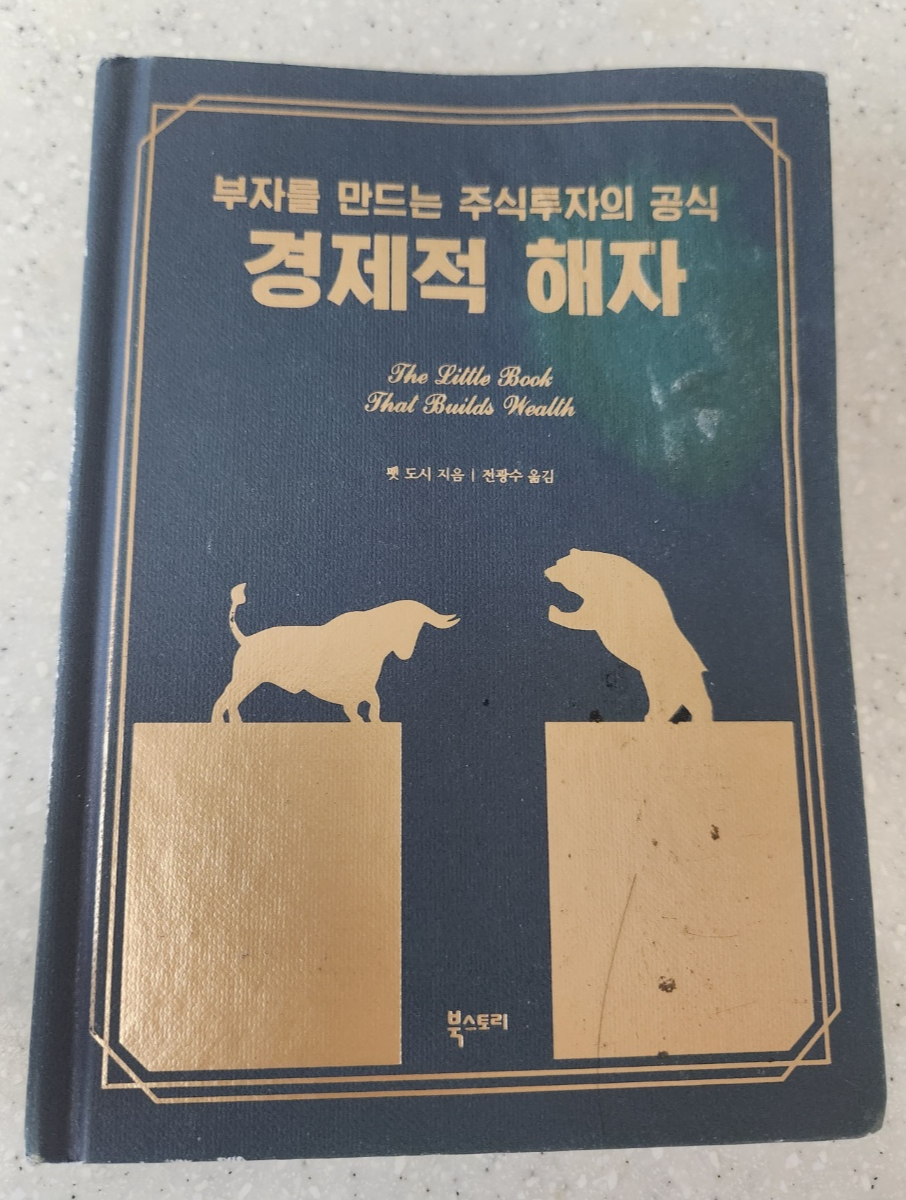 부자를 만드는 주식투자의 공식
경제적 해자
The Little Book
That Builds Wealth
팻 도시 지음 | 전광수 옮김
북스토리